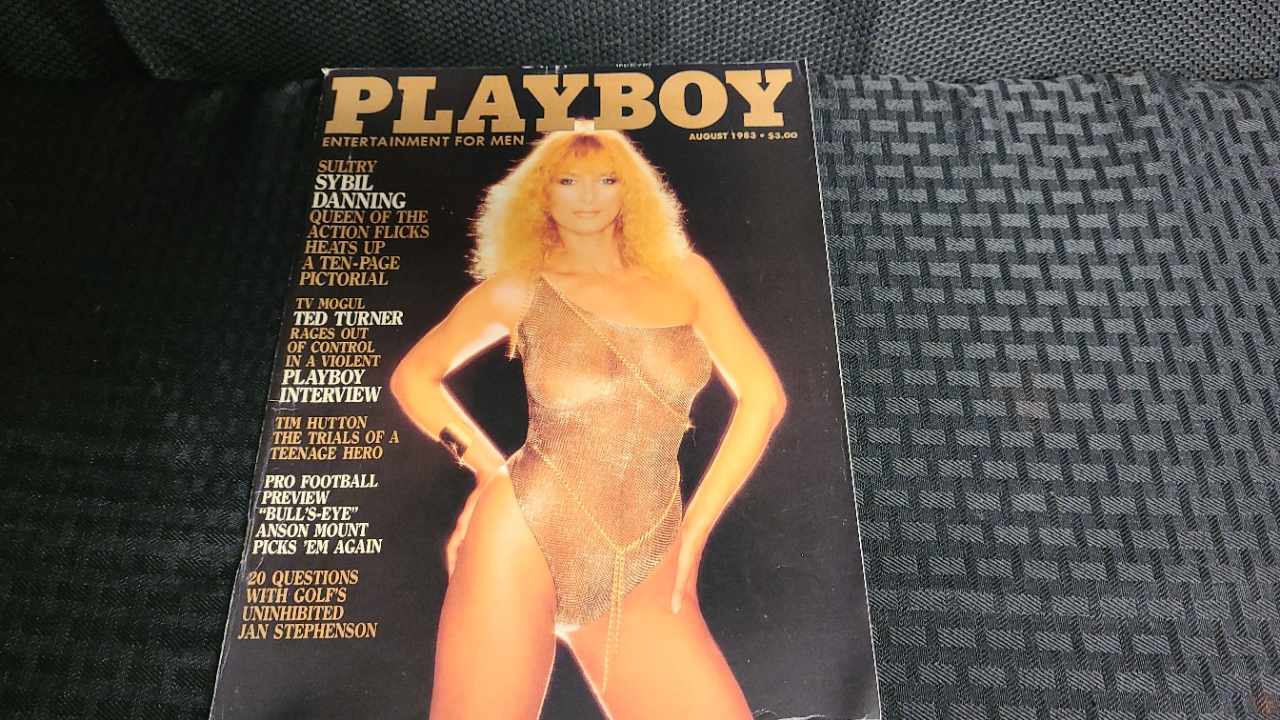 PLAYBOY
ENTERTAINMENT FOR MEN
AUGUST 1983 • $3.00
SULTRY
SYBIL
DANNING
QUEEN OF THE
ACTION FLICKS
HEATS UP
A TEN-PAGE
PICTORIAL
TV MOGUL
TED TURNER
RAGES OUT
OF CONTROL
IN A VIOLENT
PLAYBOY
INTERVIEW
TIM HUTTON
THE TRIALS OF A
TEENAGE HERO
PRO FOOTBALL
PREVIEW
"BULL'S-EYE"
ANSON MOUNT
PICKS 'EM AGAIN
20 QUESTIONS
WITH GOLF'S
UNINHIBITED
JAN STEPHENSON